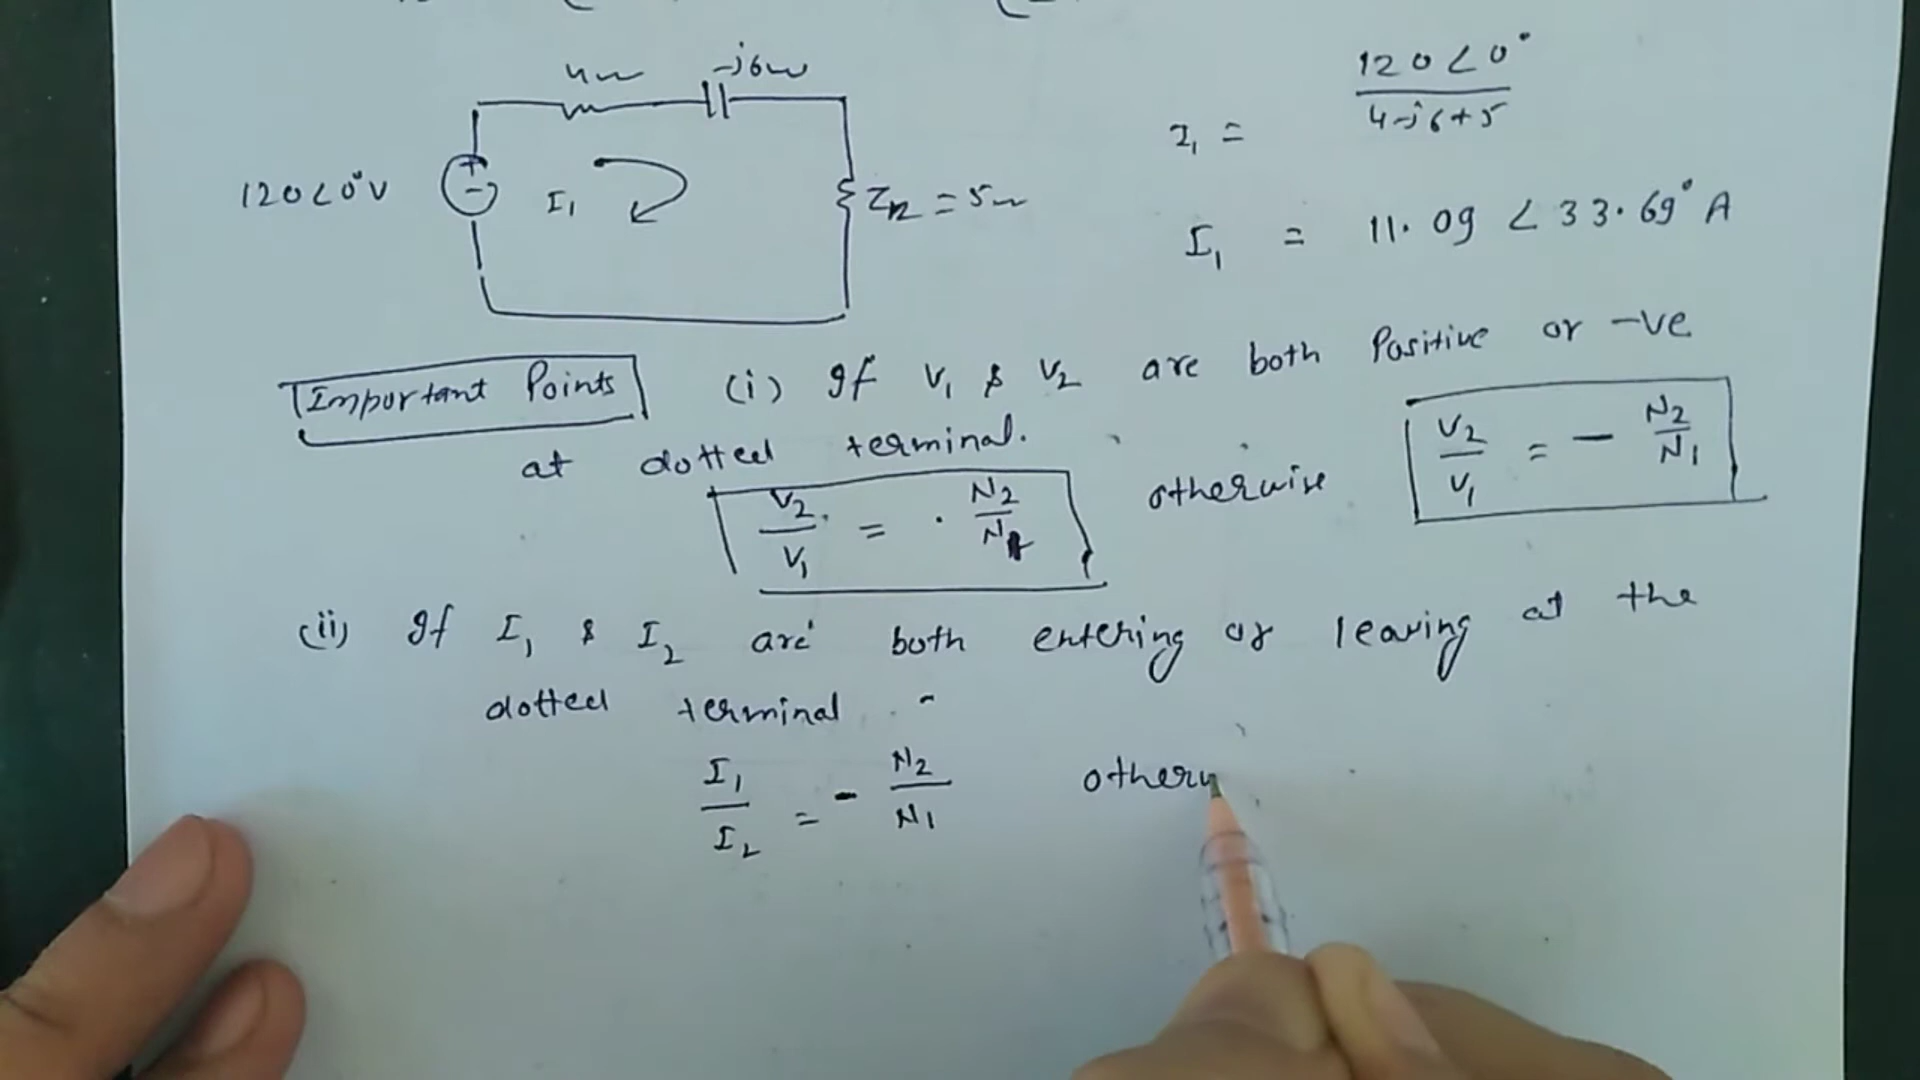 4Ω -j6Ω
120∠0°V + - I₁ Zₙ = 5Ω
I₁ = 120∠0° / 4-j6+5
I₁ = 11.09 ∠33.69° A
Important Points (i) If V₁ & V₂ are both Positive or -ve
at dotted terminal.
V₂/V₁ = N₂/N₁ otherwise V₂/V₁ = - N₂/N₁
(ii) If I₁ & I₂ are both entering or leaving at the
dotted terminal -
I₁/I₂ = - N₂/N₁ otherw